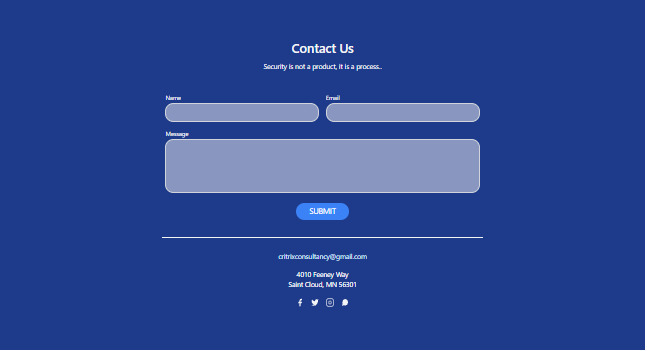 Contact Us
Security is not a product, it is a process..
Name
Email
Message
SUBMIT
critrixconsultancy@gmail.com
4010 Feeney Way
Saint Cloud, MN 56301